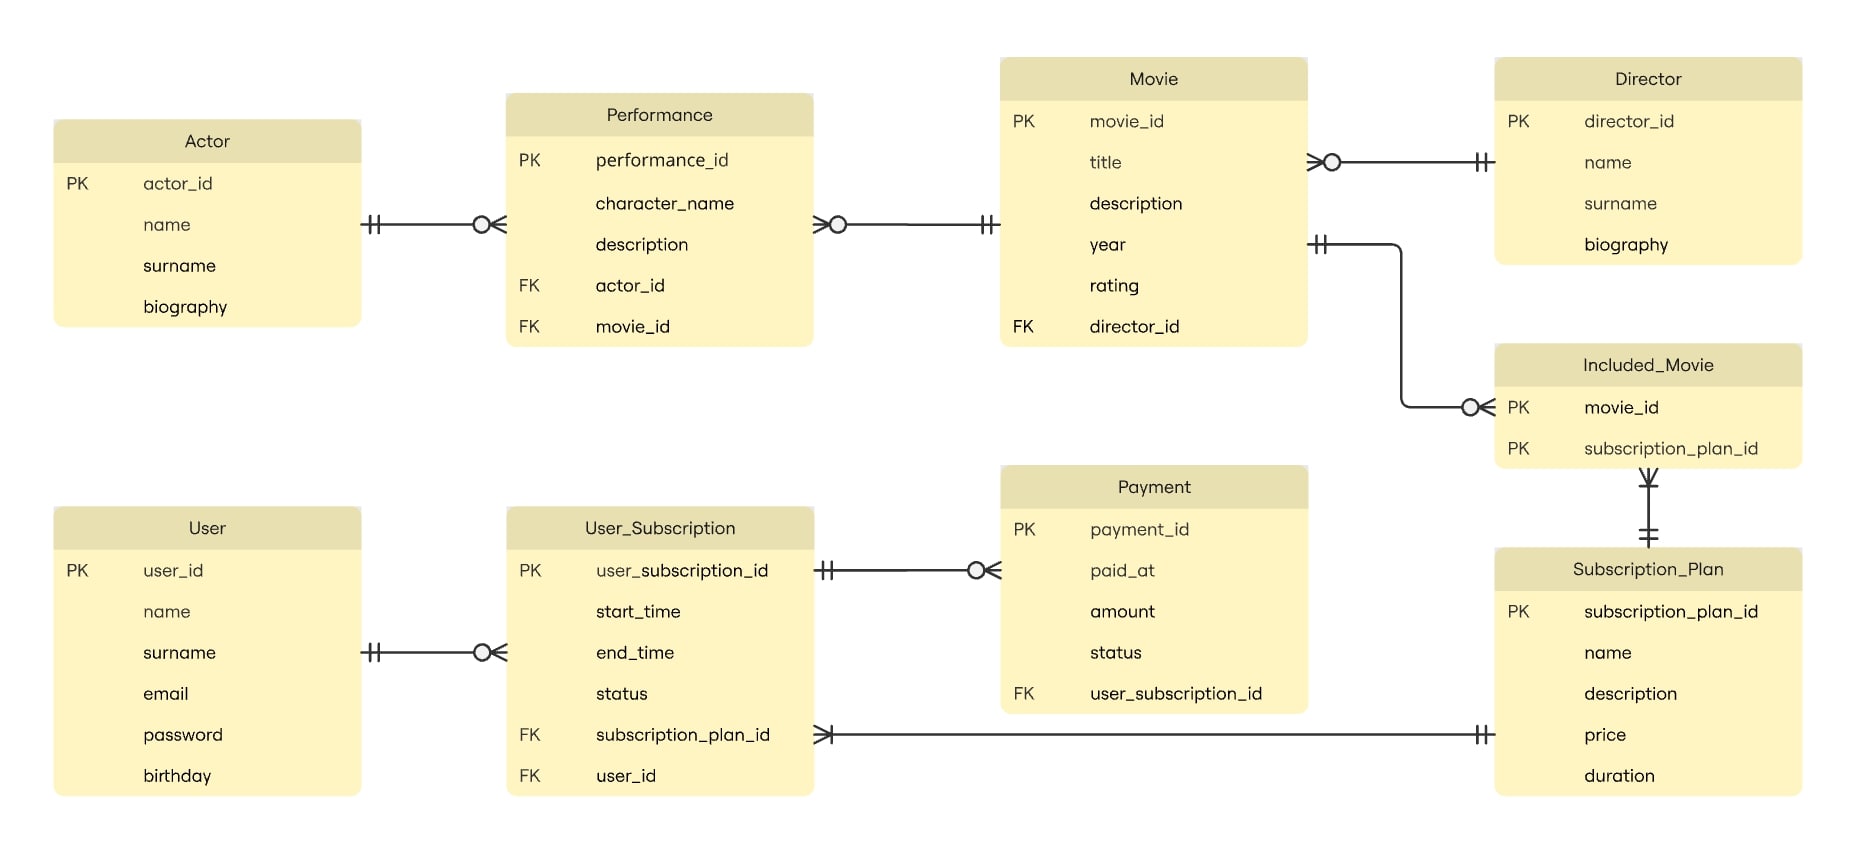 Actor
PK actor_id
name
surname
biography
Performance
PK performance_id
character_name
description
FK actor_id
FK movie_id
Movie
PK movie_id
title
description
year
rating
FK director_id
Director
PK director_id
name
surname
biography
Included_Movie
PK movie_id
PK subscription_plan_id
User
PK user_id
name
surname
email
password
birthday
User_Subscription
PK user_subscription_id
start_time
end_time
status
FK subscription_plan_id
FK user_id
Payment
PK payment_id
paid_at
amount
status
FK user_subscription_id
Subscription_Plan
PK subscription_plan_id
name
description
price
duration